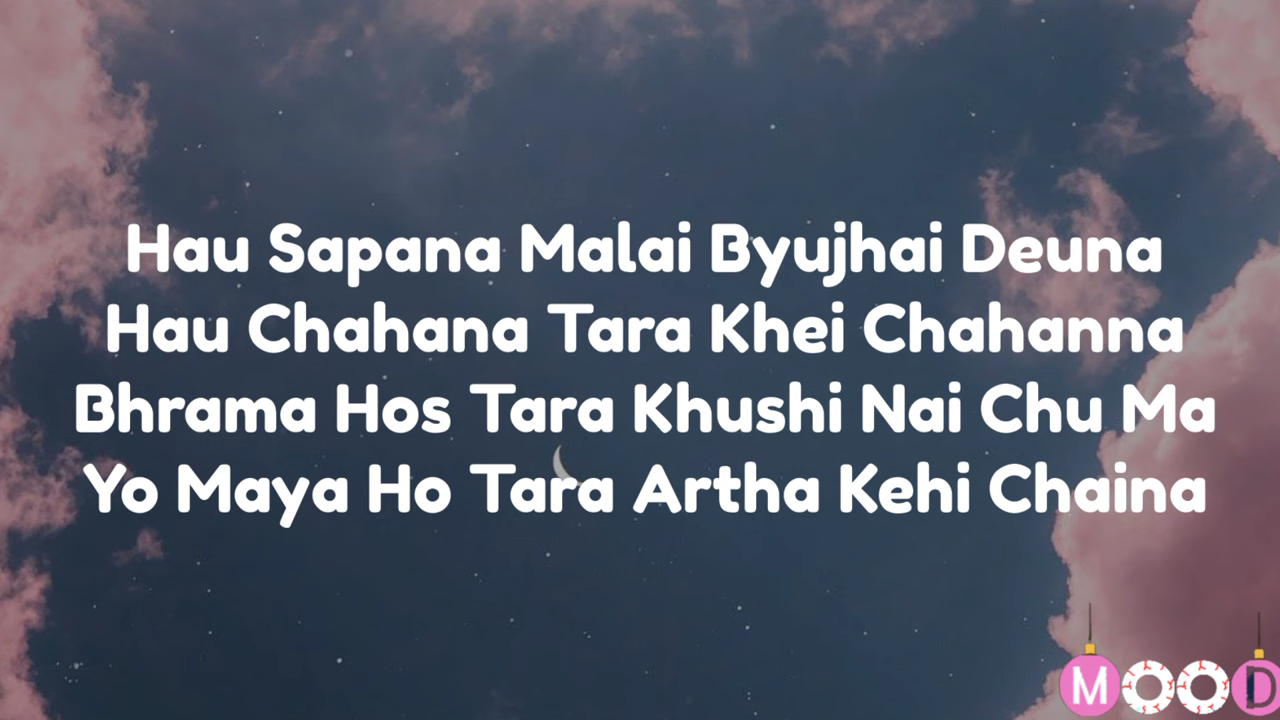 Hau Sapana Malai Byujhai Deuna
Hau Chahana Tara Khei Chahanna
Bhrama Hos Tara Khushi Nai Chu Ma
Yo Maya Ho Tara Artha Kehi Chaina
MOOD